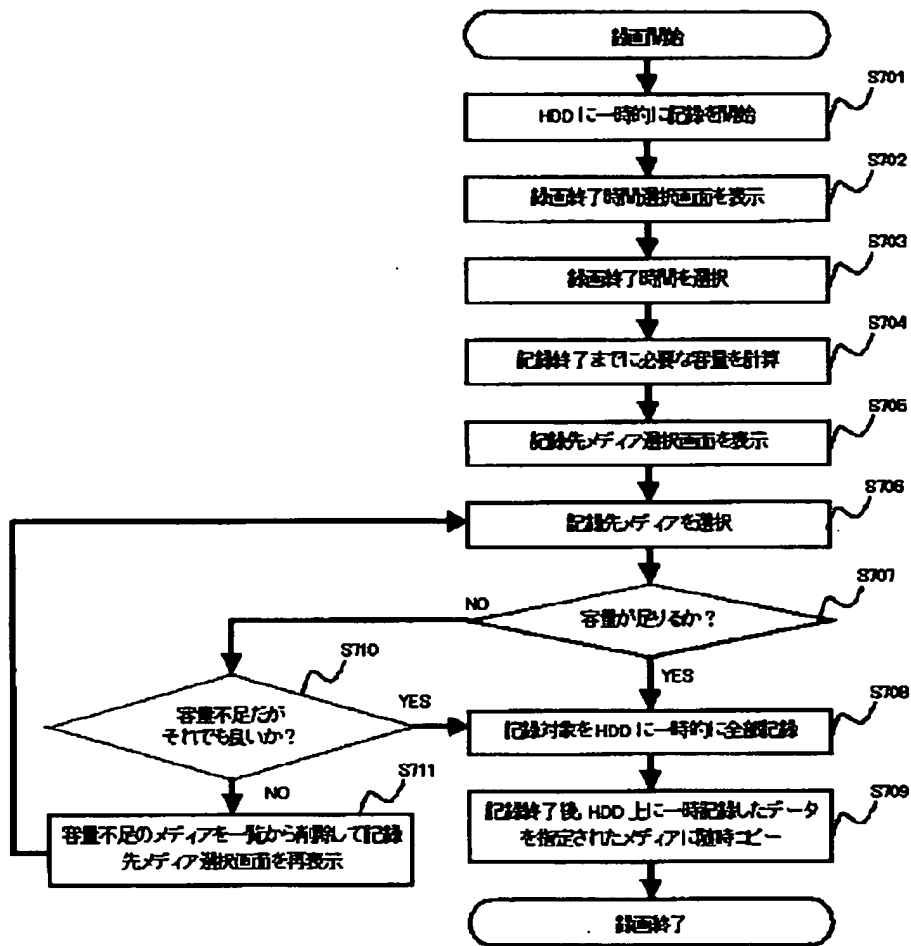 録画開始
S701
HDDに一時的に記録を開始
S702
録画終了時間選択画面を表示
S703
録画終了時間を選択
S704
記録終了までに必要な容量を計算
S705
記録先メディア選択画面を表示
S706
記録先メディアを選択
S707
容量が足りるか？
NO
YES
S710
容量不足だが
それでも良いか？
YES
NO
S708
記録対象をHDDに一時的に全部記録
S711
容量不足のメディアを一覧から削除して記録
先メディア選択画面を再表示
S709
記録終了後、HDD上に一時記録したデータ
を指定されたメディアに随時コピー
録画終了